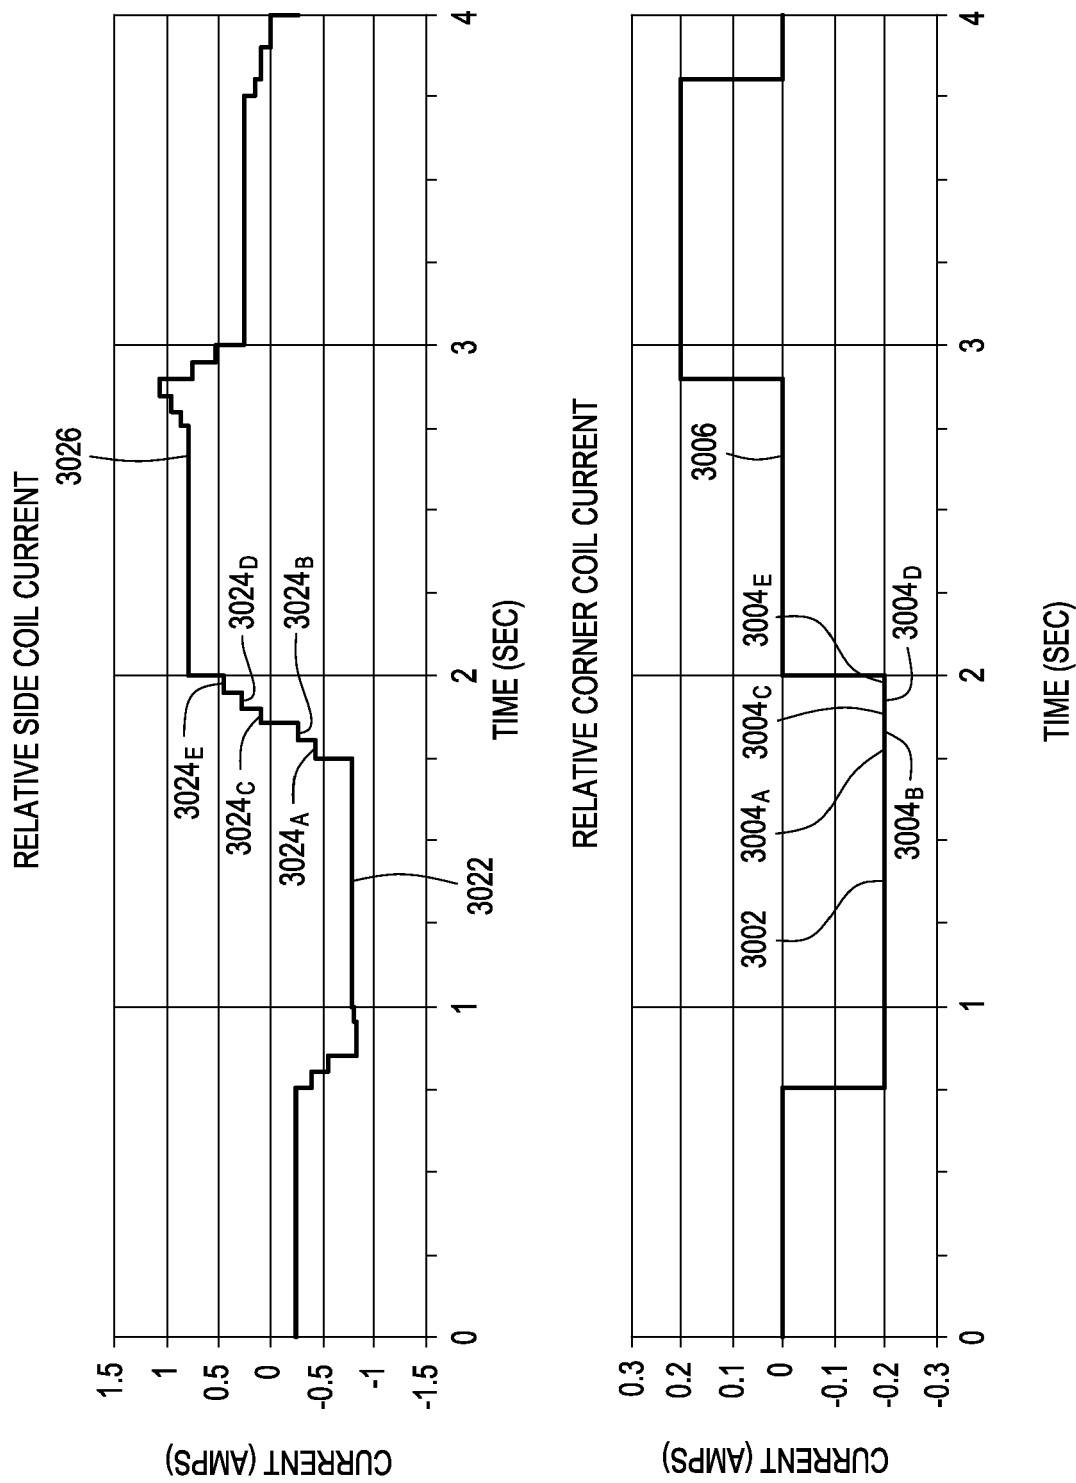 RELATIVE SIDE COIL CURRENT
CURRENT (AMPS)
1.5
1
0.5
0
-0.5
-1
-1.5
0
1
2
3
4
TIME (SEC)
3022
3024A
3024B
3024C
3024D
3024E
3026
RELATIVE CORNER COIL CURRENT
CURRENT (AMPS)
0.3
0.2
0.1
0
-0.1
-0.2
-0.3
0
1
2
3
4
TIME (SEC)
3002
3004A
3004B
3004C
3004D
3004E
3006